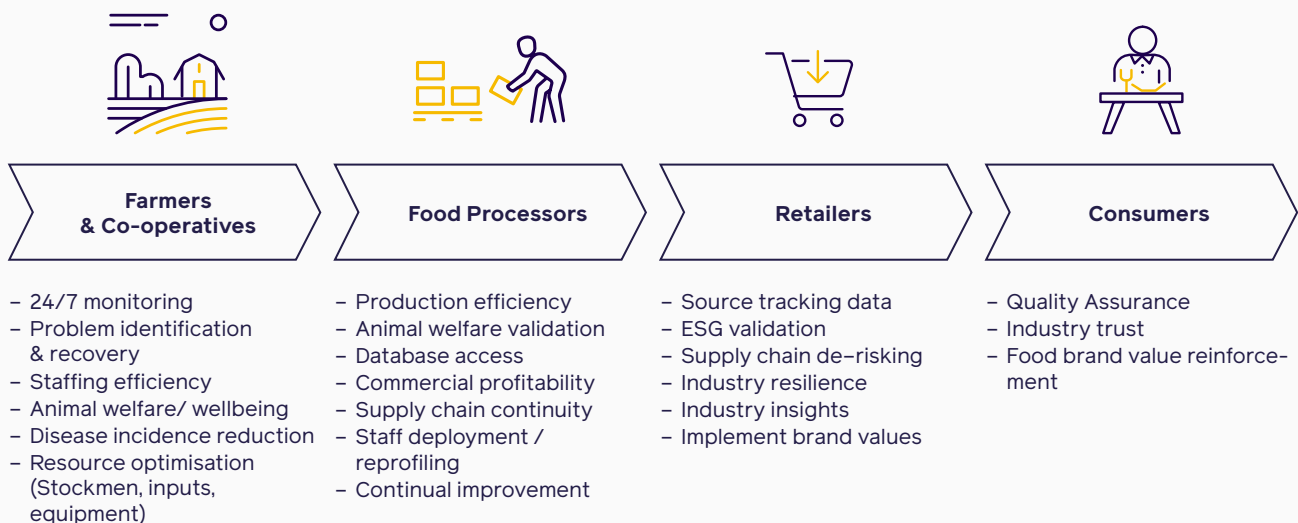 Farmers
& Co-operatives
Food Processors
Retailers
Consumers
– 24/7 monitoring
– Problem identification
& recovery
– Staffing efficiency
– Animal welfare/ wellbeing
– Disease incidence reduction
– Resource optimisation
(Stockmen, inputs,
equipment)
– Production efficiency
– Animal welfare validation
– Database access
– Commercial profitability
– Supply chain continuity
– Staff deployment /
reprofiling
– Continual improvement
– Source tracking data
– ESG validation
– Supply chain de-risking
– Industry resilience
– Industry insights
– Implement brand values
– Quality Assurance
– Industry trust
– Food brand value reinforce-
ment